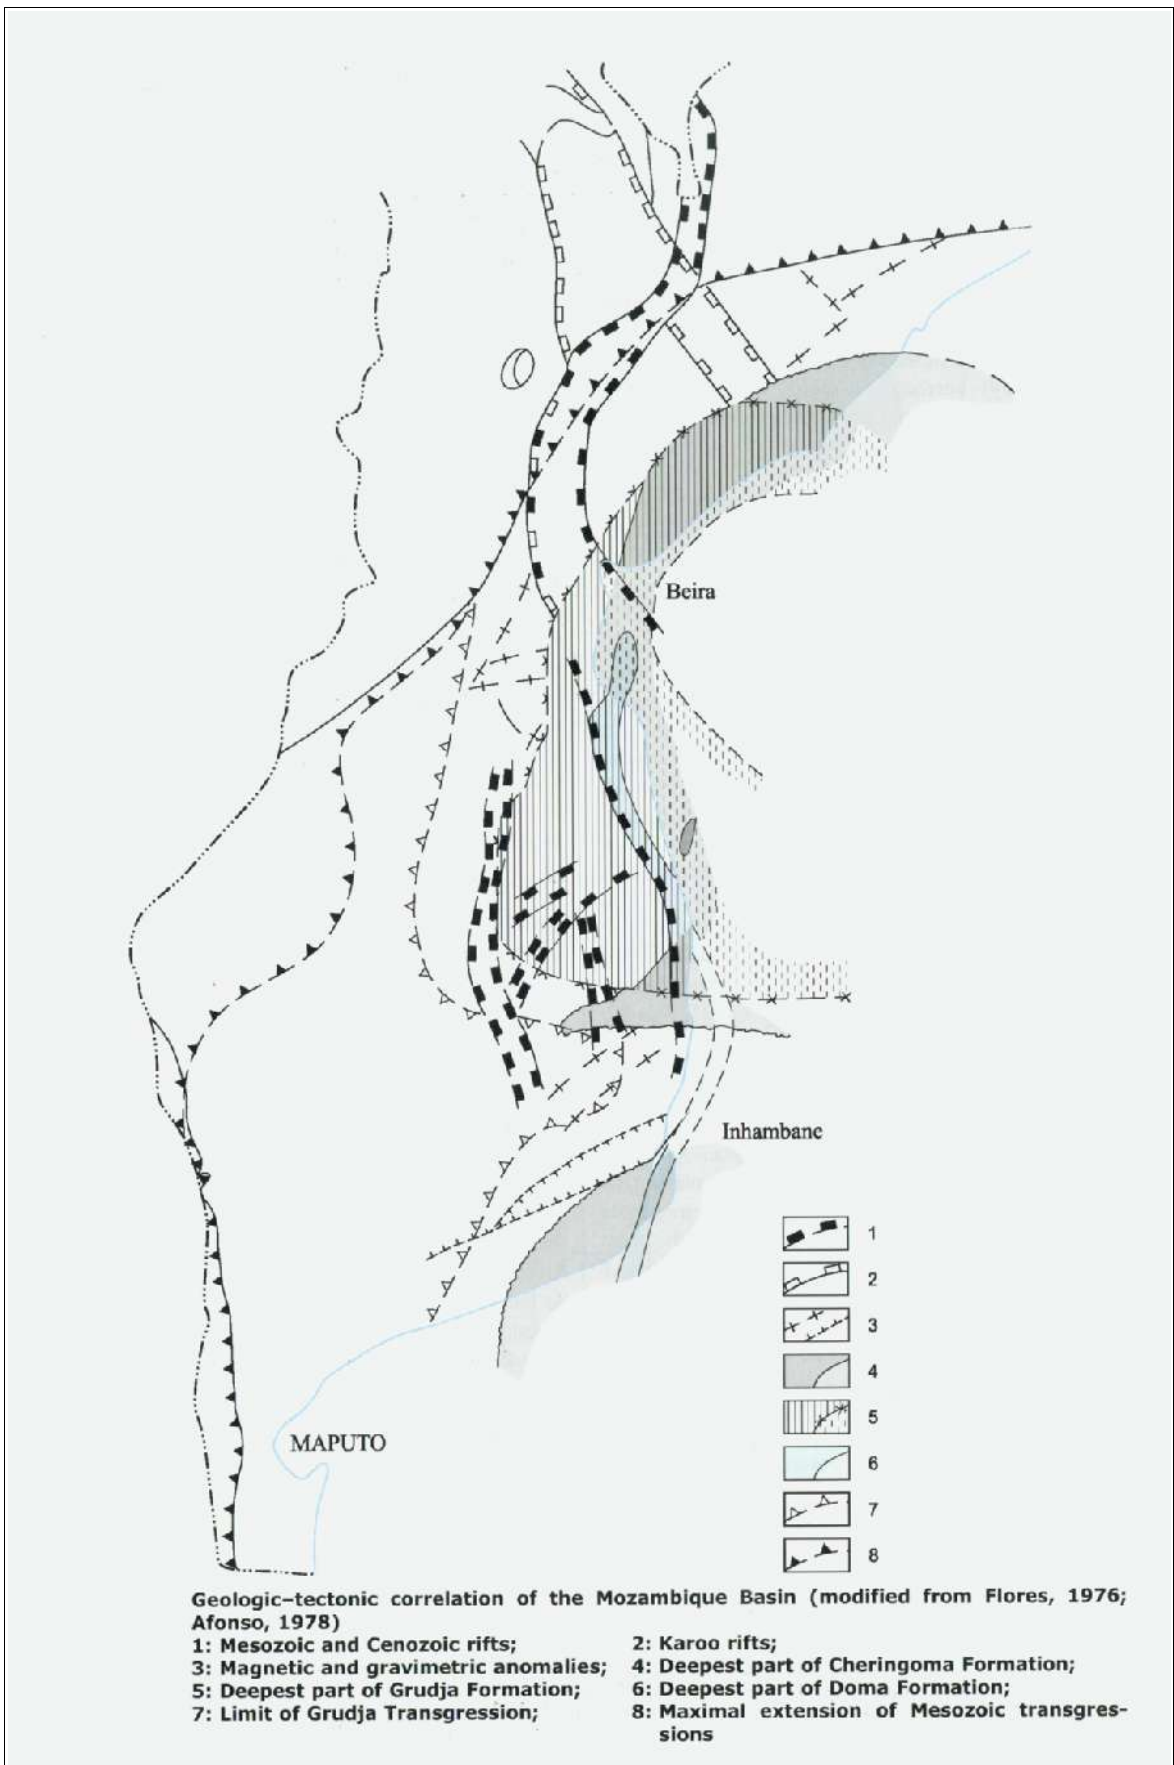 Beira
Inhambane
1
2
3
4
5
6
7
8
MAPUTO
Geologic–tectonic correlation of the Mozambique Basin (modified from Flores, 1976;
Afonso, 1978)
1: Mesozoic and Cenozoic rifts; 2: Karoo rifts;
3: Magnetic and gravimetric anomalies; 4: Deepest part of Cheringoma Formation;
5: Deepest part of Grudja Formation; 6: Deepest part of Doma Formation;
7: Limit of Grudja Transgression; 8: Maximal extension of Mesozoic transgres-
sions